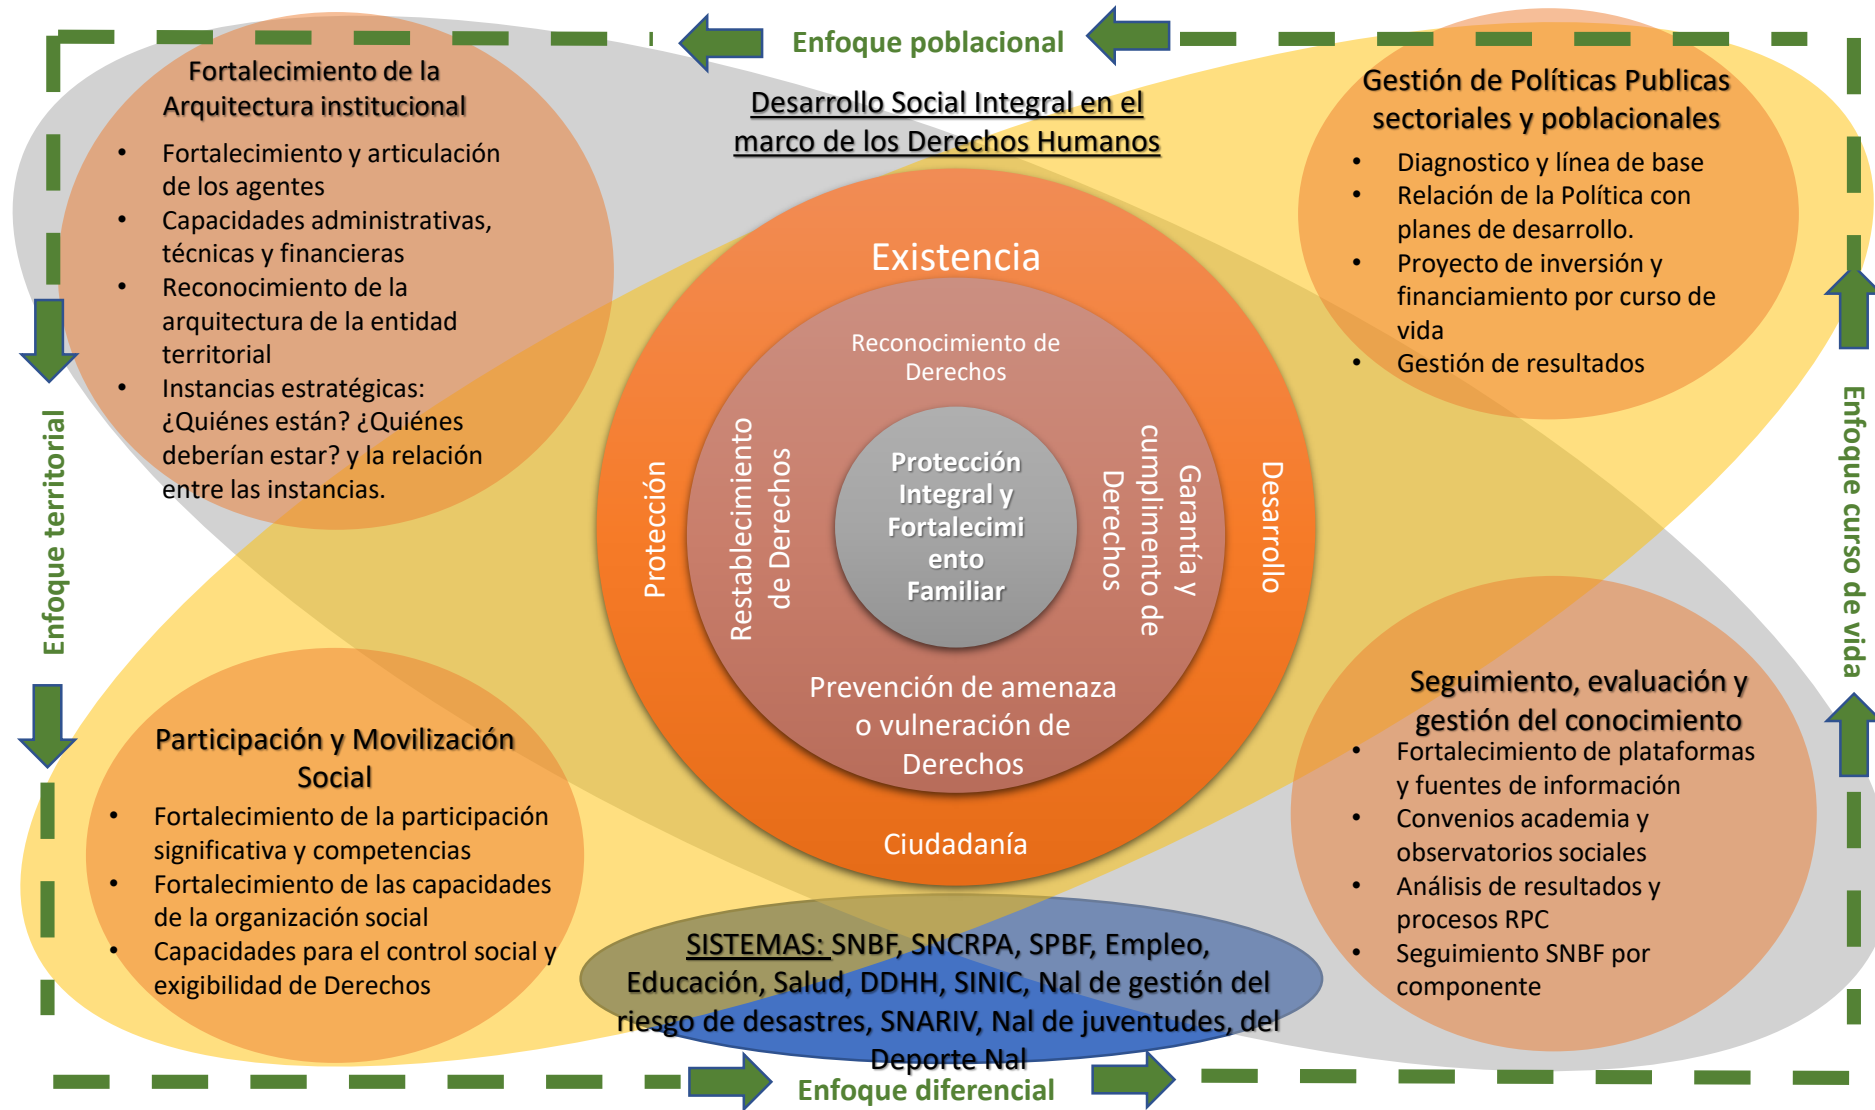 Enfoque poblacional
Fortalecimiento de la
Arquitectura institucional
• Fortalecimiento y articulación
de los agentes
• Capacidades administrativas,
técnicas y financieras
• Reconocimiento de la
arquitectura de la entidad
territorial
• Instancias estratégicas:
¿Quiénes están? ¿Quiénes
deberían estar? y la relación
entre las instancias.
Desarrollo Social Integral en el
marco de los Derechos Humanos
Gestión de Políticas Publicas
sectoriales y poblacionales
• Diagnostico y línea de base
• Relación de la Política con
planes de desarrollo.
• Proyecto de inversión y
financiamiento por curso de
vida
• Gestión de resultados
Enfoque territorial
Existencia
Reconocimiento de
Derechos
Protección
Restablecimiento
de Derechos
Protección
Integral y
Fortalecimi
ento
Familiar
Garantía y
cumplimento de
Derechos
Desarrollo
Prevención de amenaza
o vulneración de
Derechos
Ciudadanía
Enfoque curso de vida
Participación y Movilización
Social
• Fortalecimiento de la participación
significativa y competencias
• Fortalecimiento de las capacidades
de la organización social
• Capacidades para el control social y
exigibilidad de Derechos
SISTEMAS: SNBF, SNCRPA, SPBF, Empleo,
Educación, Salud, DDHH, SINIC, Nal de gestión del
riesgo de desastres, SNARIV, Nal de juventudes, del
Deporte Nal
Seguimiento, evaluación y
gestión del conocimiento
• Fortalecimiento de plataformas
y fuentes de información
• Convenios academia y
observatorios sociales
• Análisis de resultados y
procesos RPC
• Seguimiento SNBF por
componente
Enfoque diferencial